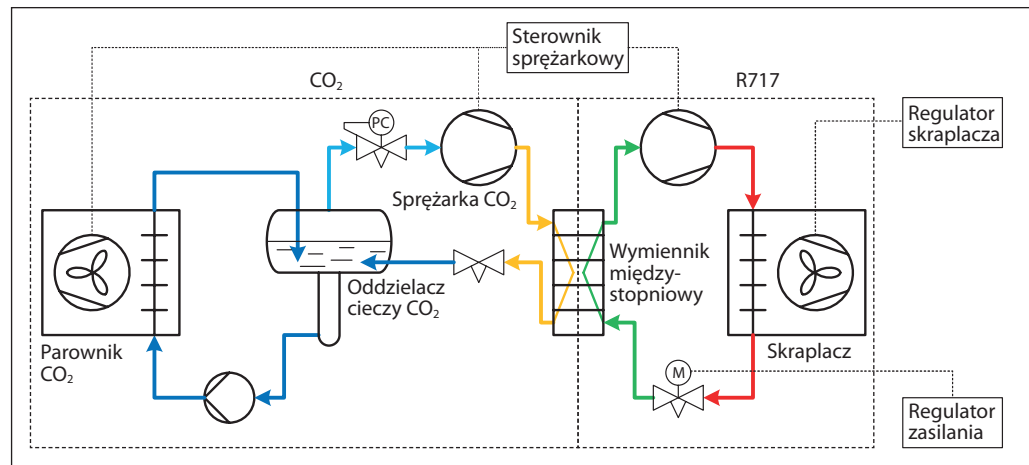 Sterownik
sprężarkowy
CO₂
R717
PC
Regulator
skraplacza
Sprężarka CO₂
Wymiennik
między-
stopniowy
Oddzielacz
cieczy CO₂
Parownik
CO₂
Skraplacz
M
Regulator
zasilania